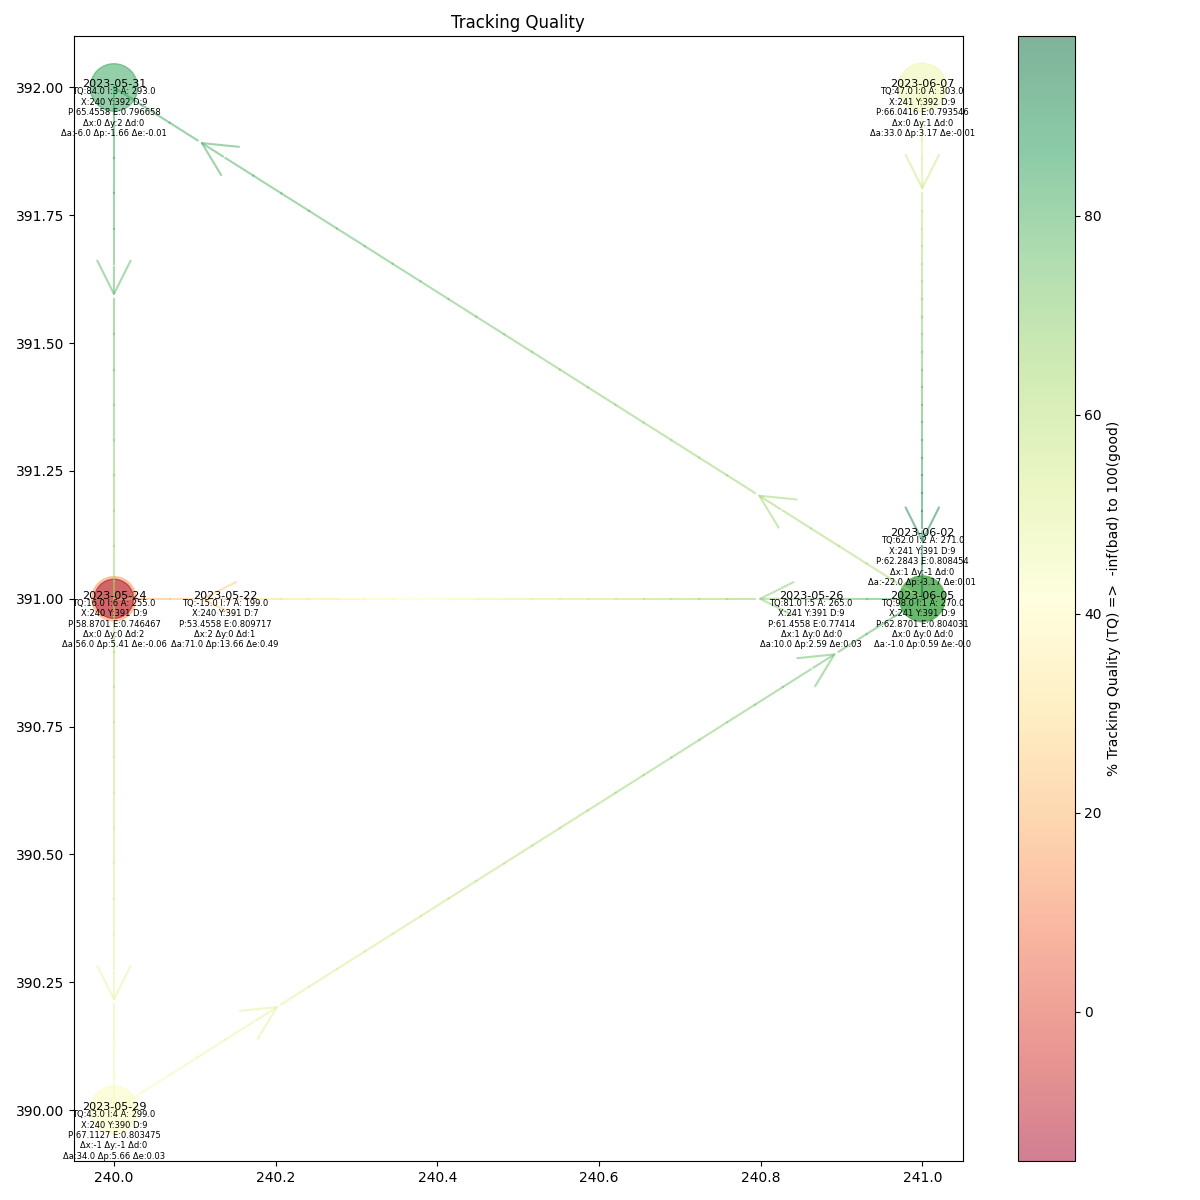 Tracking Quality
392.00
391.75
391.50
391.25
391.00
390.75
390.50
390.25
390.00
240.0
240.2
240.4
240.6
240.8
241.0
2023-05-31
TQ:84.0 I:3 A: 293.0
X:240 Y:392 D:9
P:65.4558 E:0.796658
Δx:0 Δy:2 Δd:0
Δa:-6.0 Δp:-1.66 Δe:-0.01
2023-06-07
TQ:47.0 I:0 A: 303.0
X:241 Y:392 D:9
P:66.0416 E:0.793546
Δx:0 Δy:1 Δd:0
Δa:33.0 Δp:3.17 Δe:-0.01
2023-06-02
TQ:62.0 I:2 A: 271.0
X:241 Y:391 D:9
P:62.2843 E:0.808454
Δx:1 Δy:-1 Δd:0
Δa:-22.0 Δp:-3.17 Δe:0.01
2023-05-24
TQ:16.0 I:6 A: 255.0
X:240 Y:391 D:9
P:58.8701 E:0.746467
Δx:0 Δy:0 Δd:2
Δa:56.0 Δp:5.41 Δe:-0.06
2023-05-22
TQ:-15.0 I:7 A: 199.0
X:240 Y:391 D:7
P:53.4558 E:0.809717
Δx:2 Δy:0 Δd:1
Δa:71.0 Δp:13.66 Δe:0.49
2023-05-26
TQ:81.0 I:5 A: 265.0
X:241 Y:391 D:9
P:61.4558 E:0.77414
Δx:1 Δy:0 Δd:0
Δa:10.0 Δp:2.59 Δe:0.03
2023-06-05
TQ:98.0 I:1 A: 270.0
X:241 Y:391 D:9
P:62.8701 E:0.804031
Δx:0 Δy:0 Δd:0
Δa:-1.0 Δp:0.59 Δe:-0.0
2023-05-29
TQ:43.0 I:4 A: 299.0
X:240 Y:390 D:9
P:67.1127 E:0.803475
Δx:-1 Δy:-1 Δd:0
Δa:34.0 Δp:5.66 Δe:0.03
80
60
40
20
0
% Tracking Quality (TQ) => -inf(bad) to 100(good)